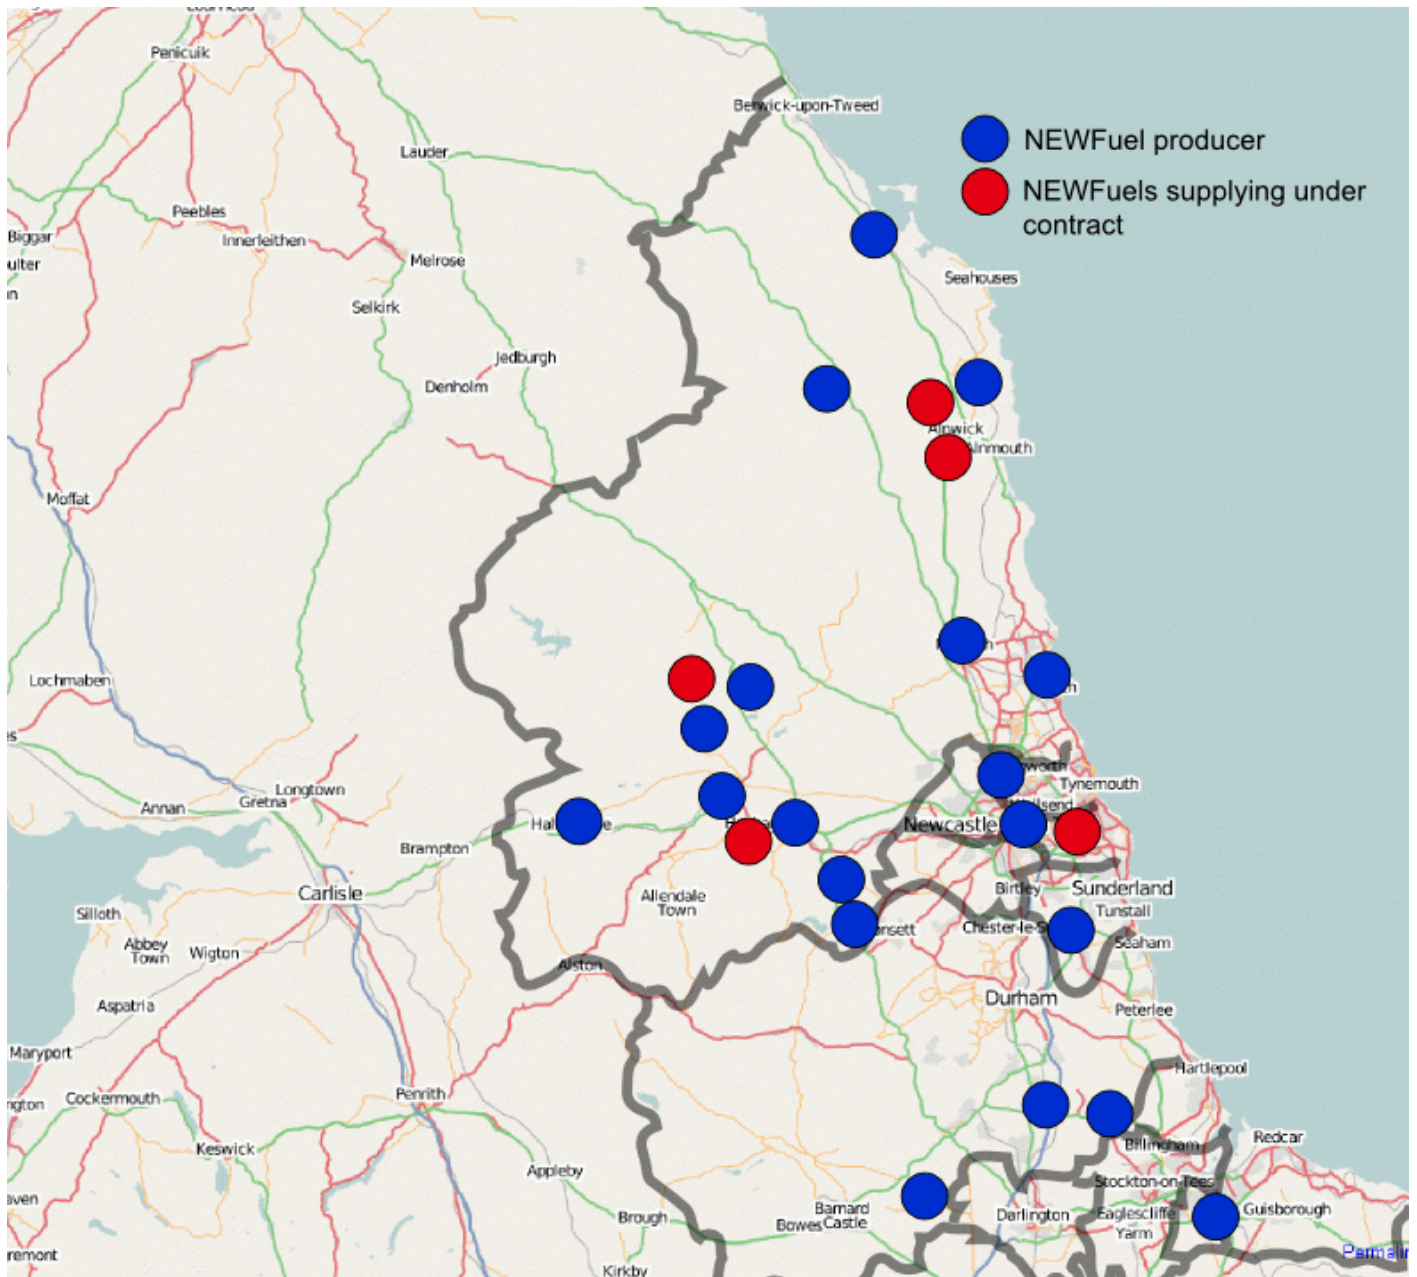 Penicuik
Berwick-upon-Tweed
NEWFuel producer
Lauder
NEWFuels supplying under
contract
Peebles
Biggar
Innerleithen
Melrose
Seahouses
Selkirk
Jedburgh
Denholm
Alnwick
Alnmouth
Moffat
Lochmaben
Tynemouth
Longtown
Gretna
Annan
Newcastle
Brampton
Carlisle
Birtley
Sunderland
Allendale
Town
Silloth
Tunstall
Abbey
Town
Wigton
Seaham
Alston
Durham
Aspatria
Peterlee
Maryport
Hartlepool
Cockermouth
Penrith
Redcar
Billingham
Keswick
Appleby
Stockton-on-Tees
Barnard
Castle
Bowes
Brough
Darlington
Eaglescliffe
Yarm
Guisborough
Kirkby